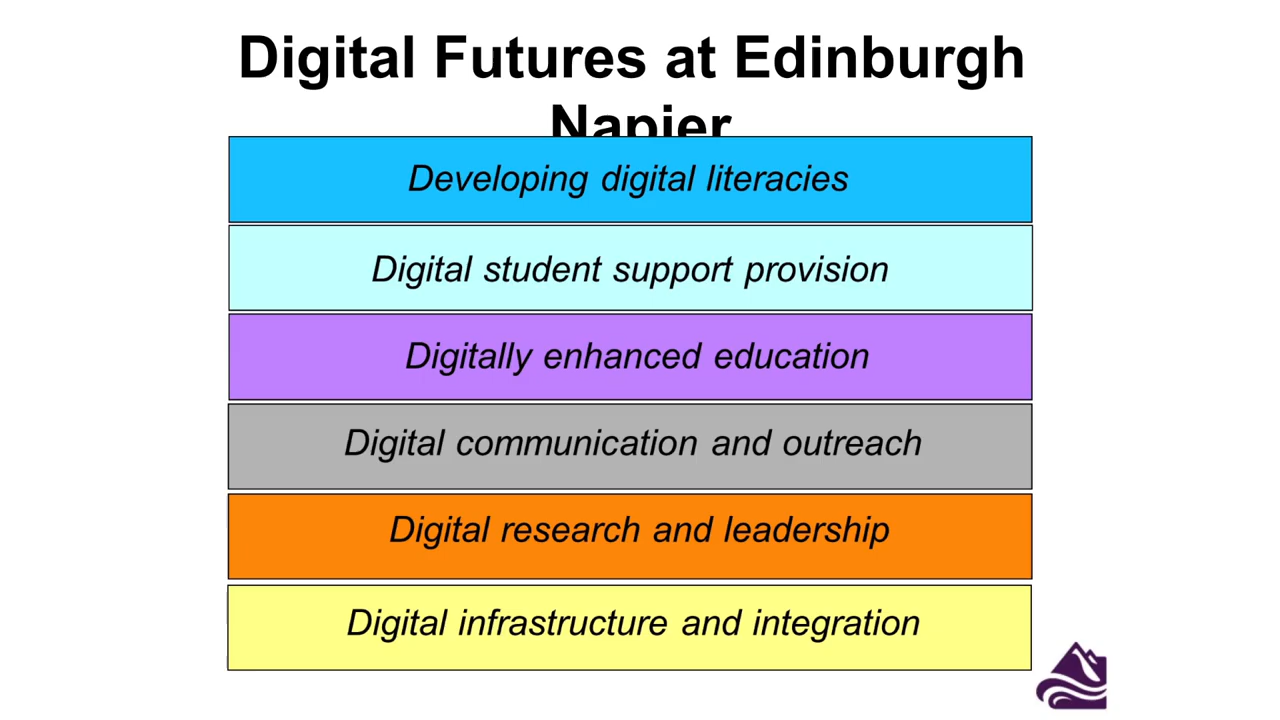 Digital Futures at Edinburgh
Napier
Developing digital literacies
Digital student support provision
Digitally enhanced education
Digital communication and outreach
Digital research and leadership
Digital infrastructure and integration